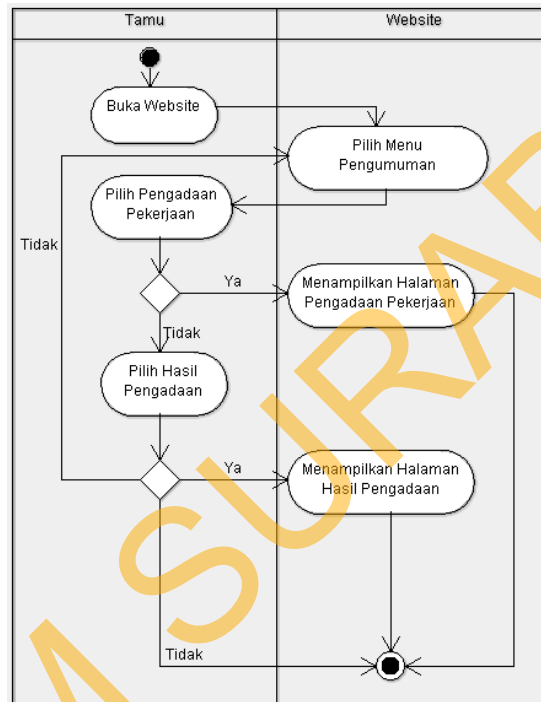 Tamu
Website
Buka Website
Pilih Menu
Pengumuman
Pilih Pengadaan
Pekerjaan
Tidak
Ya
Menampilkan Halaman
Pengadaan Pekerjaan
Tidak
Pilih Hasil
Pengadaan
Ya
Menampilkan Halaman
Hasil Pengadaan
Tidak
M SURA